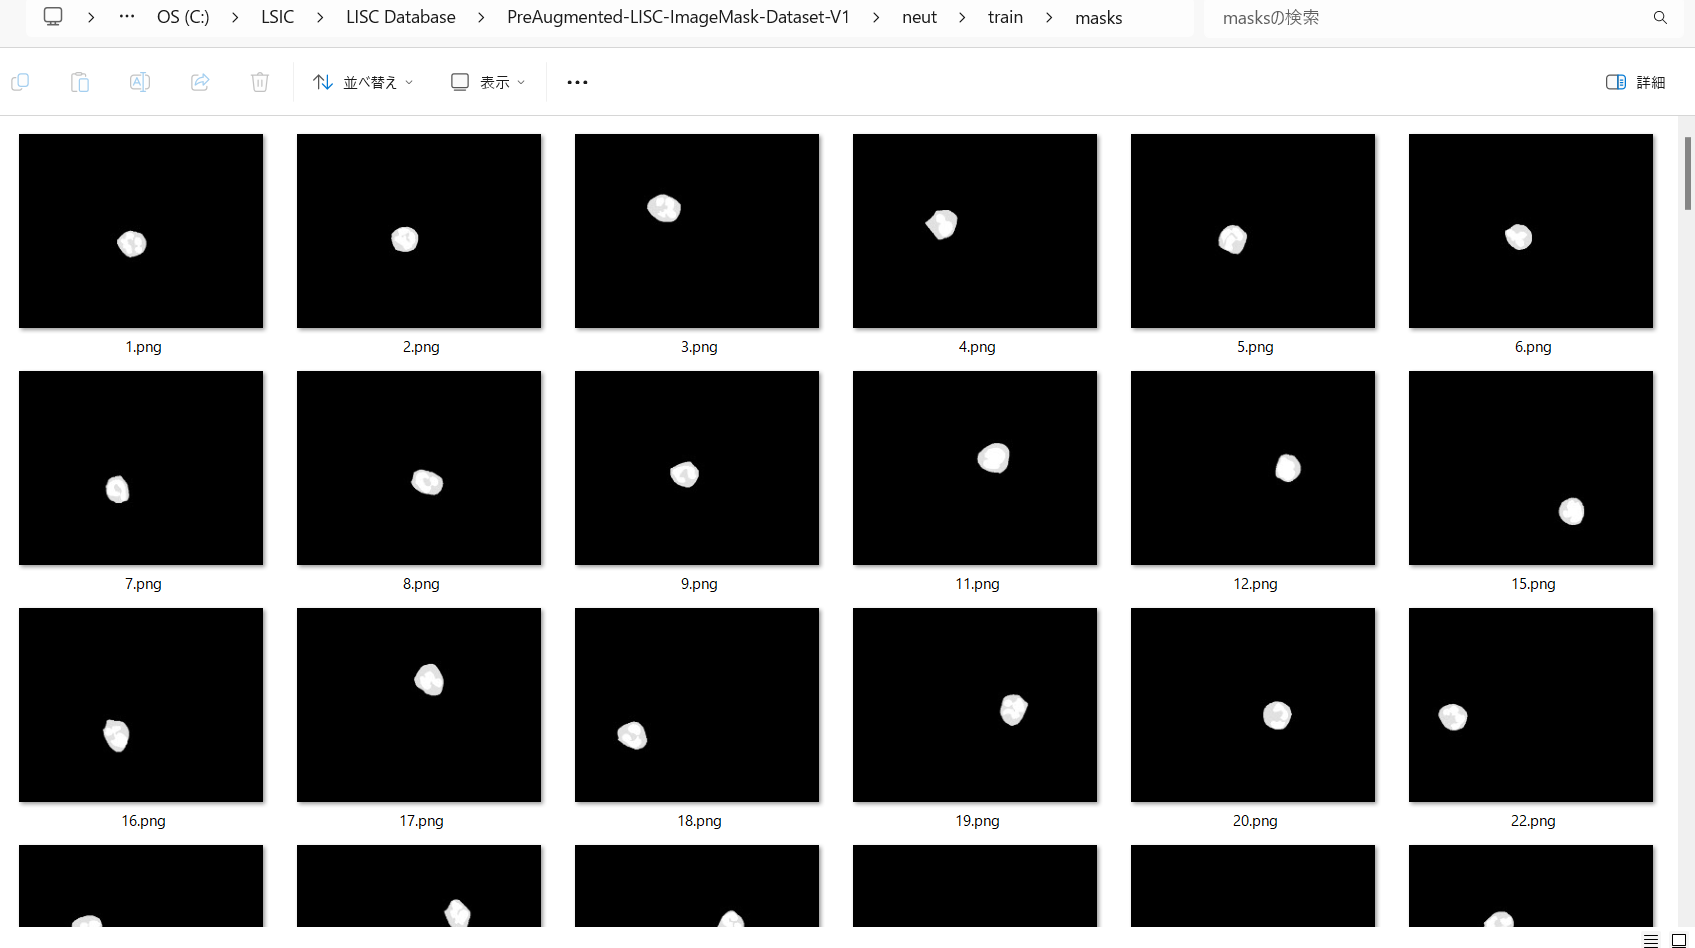 OS (C:) LSIC LISC Database PreAugmented-LISC-ImageMask-Dataset-V1 neut train masks masksの検索
並べ替え 表示 詳細
1.png 2.png 3.png 4.png 5.png 6.png
7.png 8.png 9.png 11.png 12.png 15.png
16.png 17.png 18.png 19.png 20.png 22.png